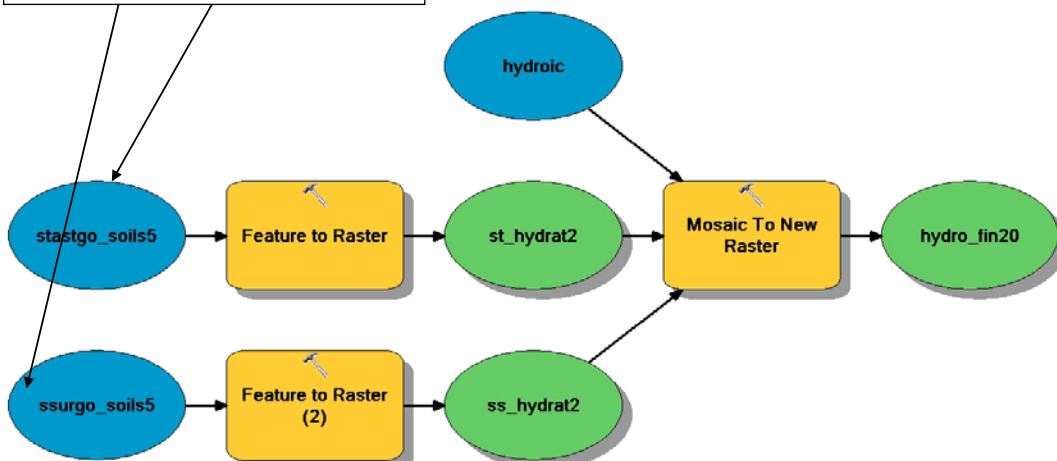 hydroic
stastgo_soils5
Feature to Raster
st_hydrat2
Mosaic To New
Raster
hydro_fin20
ssurgo_soils5
Feature to Raster
(2)
ss_hydrat2